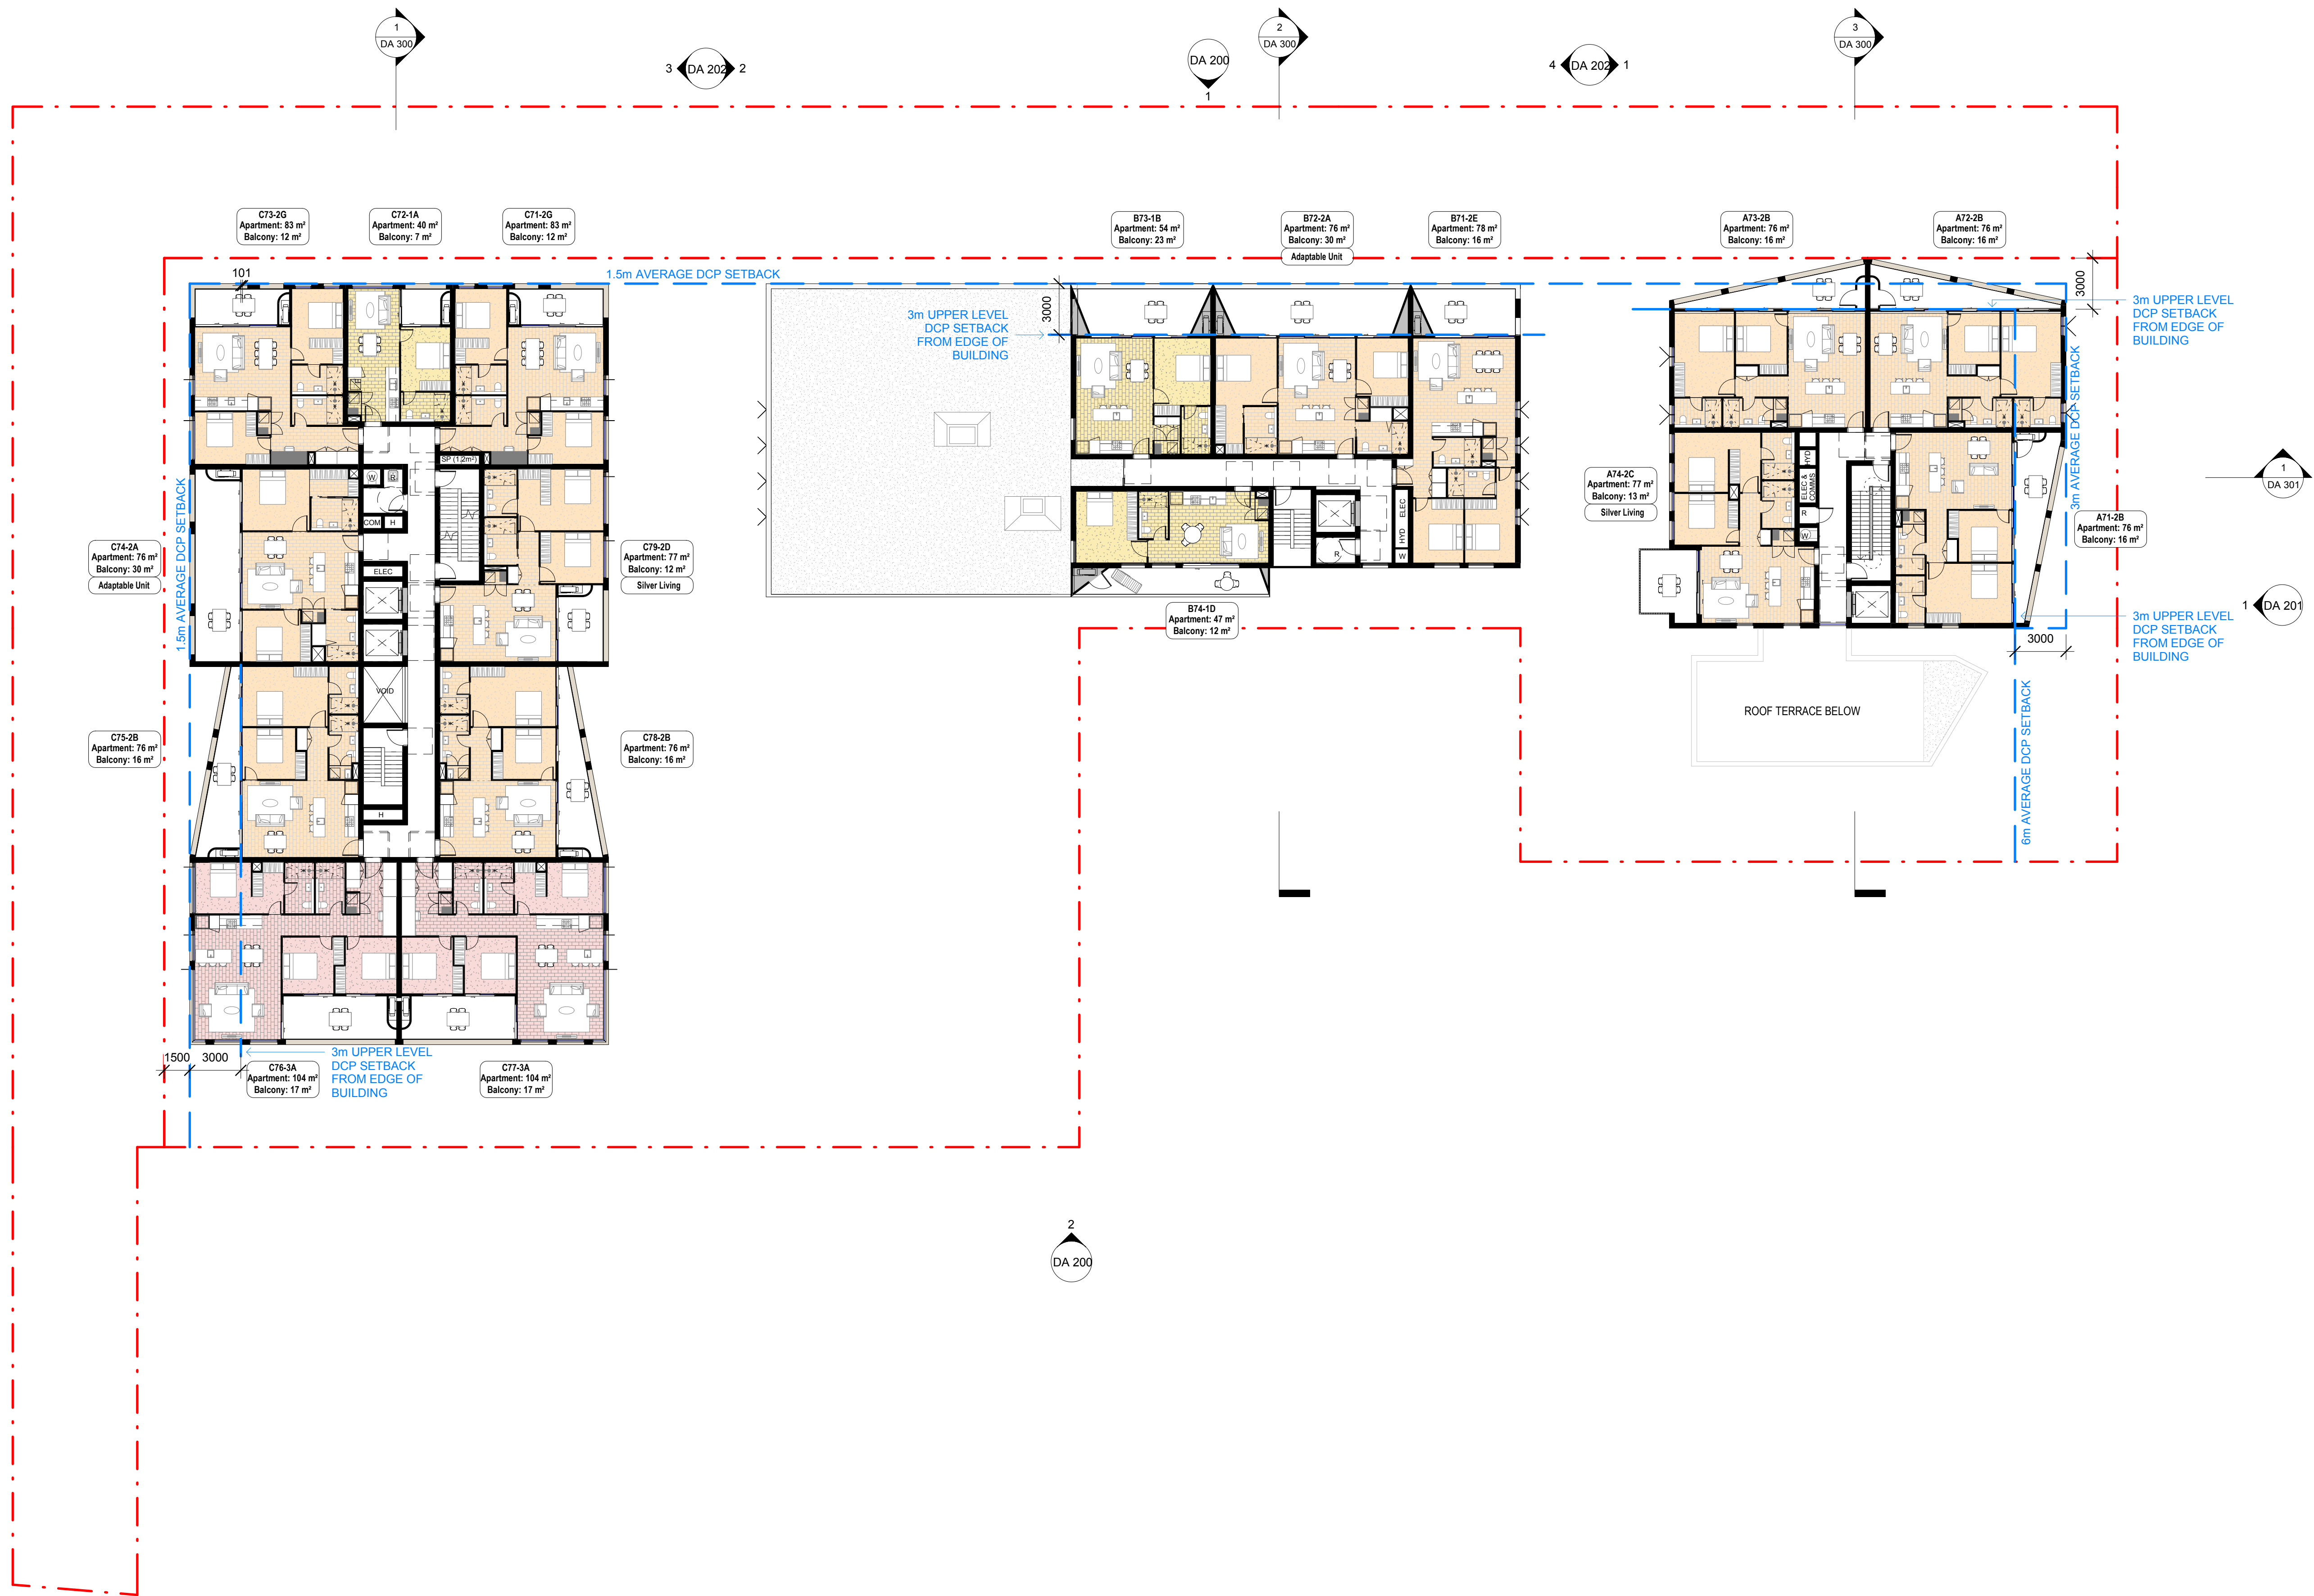 1
DA 300
3
DA 202
2
DA 200
1
2
DA 300
4
DA 202
1
3
DA 300
C73-2G
Apartment: 83 m²
Balcony: 12 m²
C72-1A
Apartment: 40 m²
Balcony: 7 m²
C71-2G
Apartment: 83 m²
Balcony: 12 m²
B73-1B
Apartment: 54 m²
Balcony: 23 m²
B72-2A
Apartment: 76 m²
Balcony: 30 m²
Adaptable Unit
B71-2E
Apartment: 78 m²
Balcony: 16 m²
A73-2B
Apartment: 76 m²
Balcony: 16 m²
A72-2B
Apartment: 76 m²
Balcony: 16 m²
101
1.5m AVERAGE DCP SETBACK
3000
3m UPPER LEVEL
DCP SETBACK
FROM EDGE OF
BUILDING
3000
3m UPPER LEVEL
DCP SETBACK
FROM EDGE OF
BUILDING
3m AVERAGE DCP SETBACK
SP (1.2m²)
W
R
COM
H
ELEC
1.5m AVERAGE DCP SETBACK
C74-2A
Apartment: 76 m²
Balcony: 30 m²
Adaptable Unit
C79-2D
Apartment: 77 m²
Balcony: 12 m²
Silver Living
ELEC
HYD
W
R
B74-1D
Apartment: 47 m²
Balcony: 12 m²
A74-2C
Apartment: 77 m²
Balcony: 13 m²
Silver Living
HYD
ELEC &
COMMS
R
W
A71-2B
Apartment: 76 m²
Balcony: 16 m²
1
DA 301
1
DA 201
3m UPPER LEVEL
DCP SETBACK
FROM EDGE OF
BUILDING
3000
6m AVERAGE DCP SETBACK
ROOF TERRACE BELOW
VOID
H
C75-2B
Apartment: 76 m²
Balcony: 16 m²
C78-2B
Apartment: 76 m²
Balcony: 16 m²
1500
3000
3m UPPER LEVEL
DCP SETBACK
FROM EDGE OF
BUILDING
C76-3A
Apartment: 104 m²
Balcony: 17 m²
C77-3A
Apartment: 104 m²
Balcony: 17 m²
2
DA 200